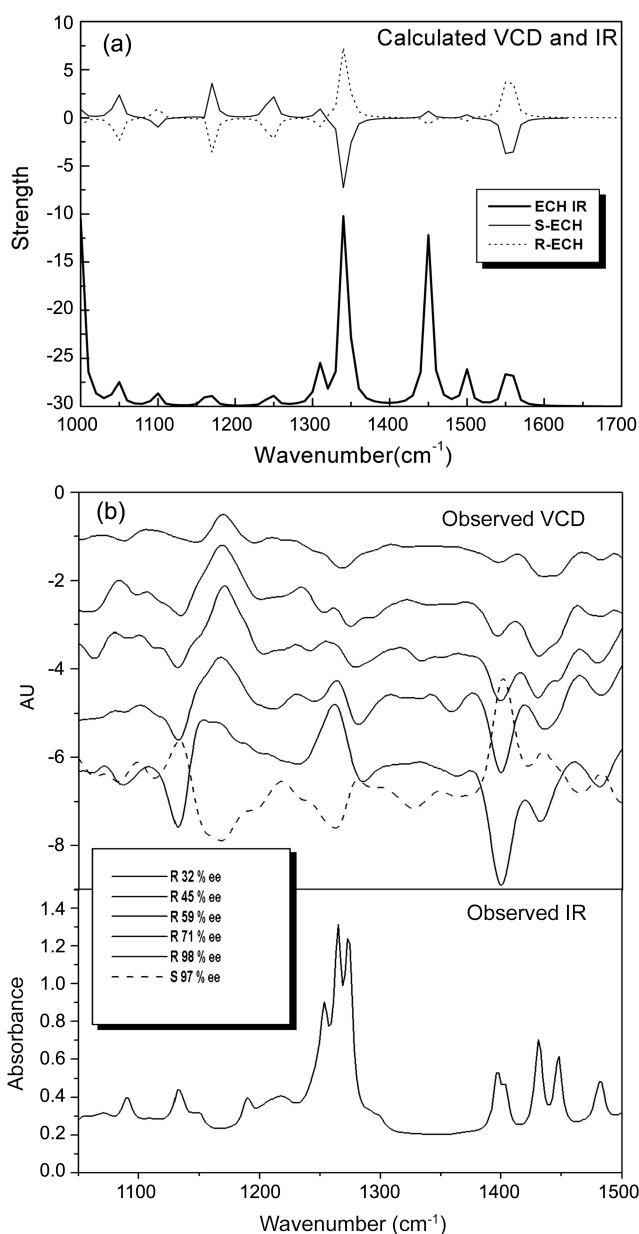 (a)
Calculated VCD and IR
10
5
0
-5
-10
-15
-20
-25
-30
Strength
ECH IR
S-ECH
R-ECH
1000 1100 1200 1300 1400 1500 1600 1700
Wavenumber(cm-1)
(b)
Observed VCD
0
-2
-4
-6
-8
AU
R 32 % ee
R 45 % ee
R 59 % ee
R 71 % ee
R 98 % ee
S 97 % ee
Observed IR
1.4
1.2
1.0
0.8
0.6
0.4
0.2
0.0
Absorbance
1100 1200 1300 1400 1500
Wavenumber (cm-1)